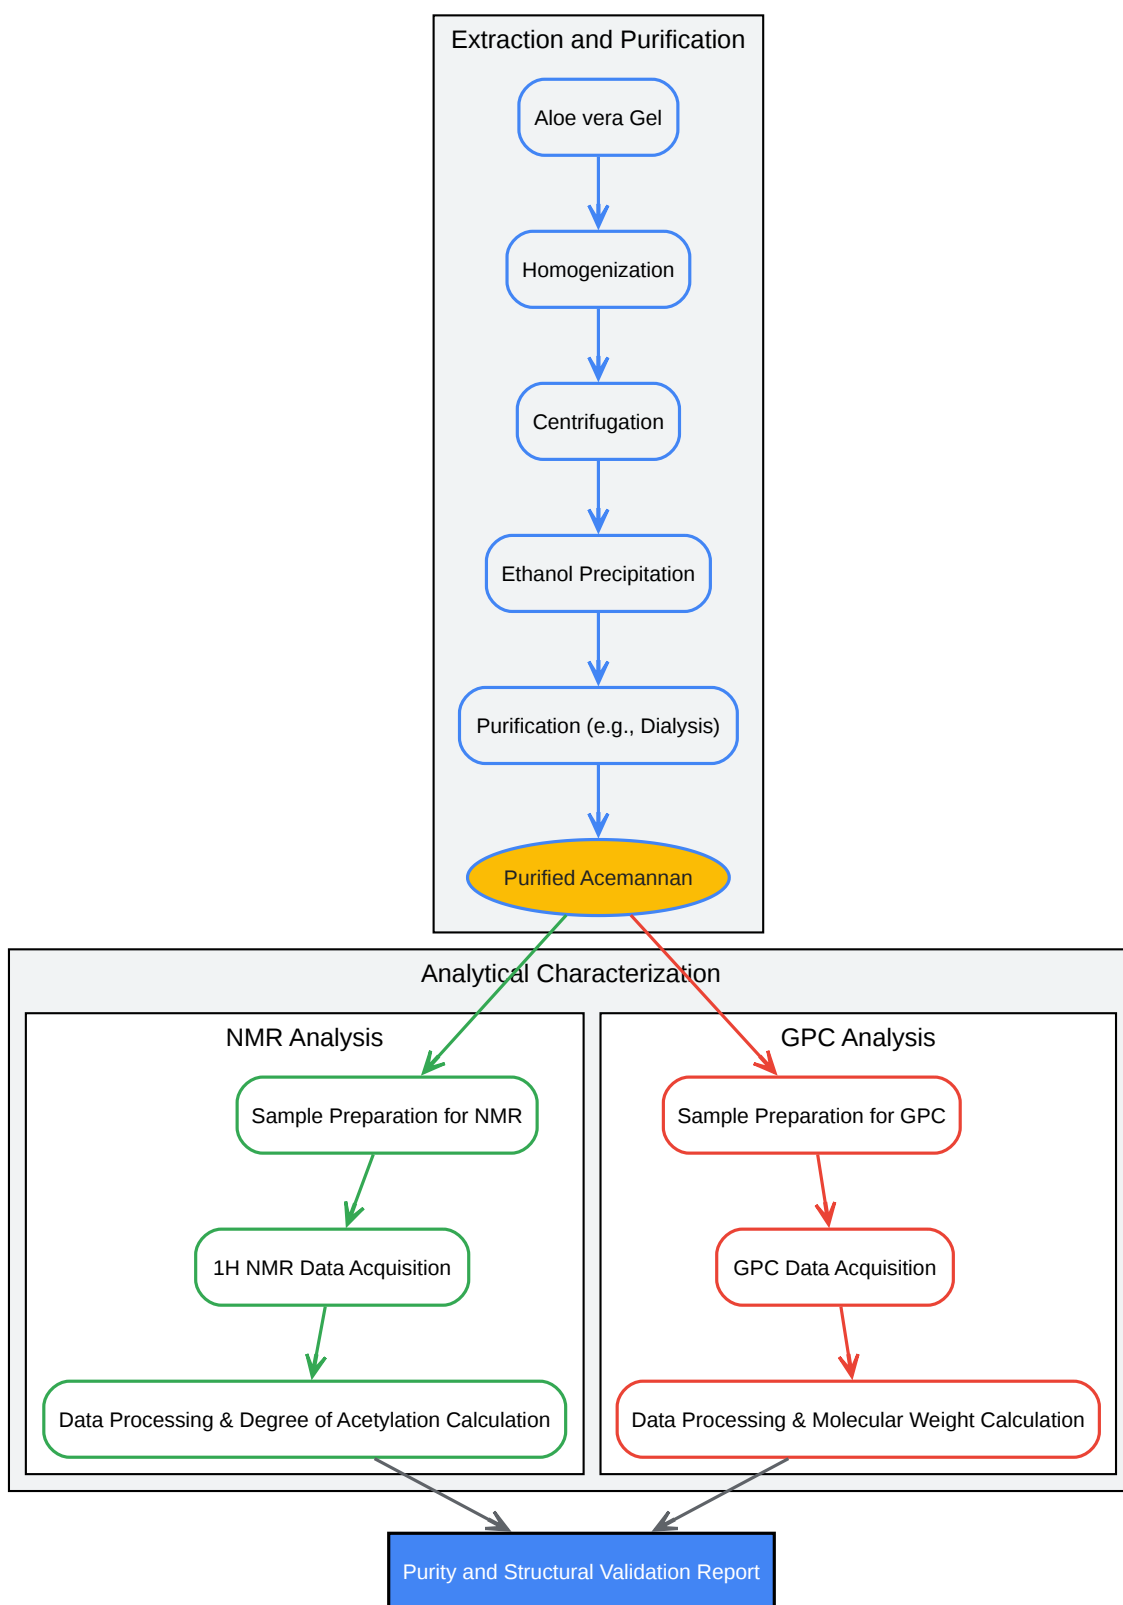 Extraction and Purification
Aloe vera Gel
Homogenization
Centrifugation
Ethanol Precipitation
Purification (e.g., Dialysis)
Purified Acemannan
Analytical Characterization
NMR Analysis
Sample Preparation for NMR
1H NMR Data Acquisition
Data Processing & Degree of Acetylation Calculation
GPC Analysis
Sample Preparation for GPC
GPC Data Acquisition
Data Processing & Molecular Weight Calculation
Purity and Structural Validation Report